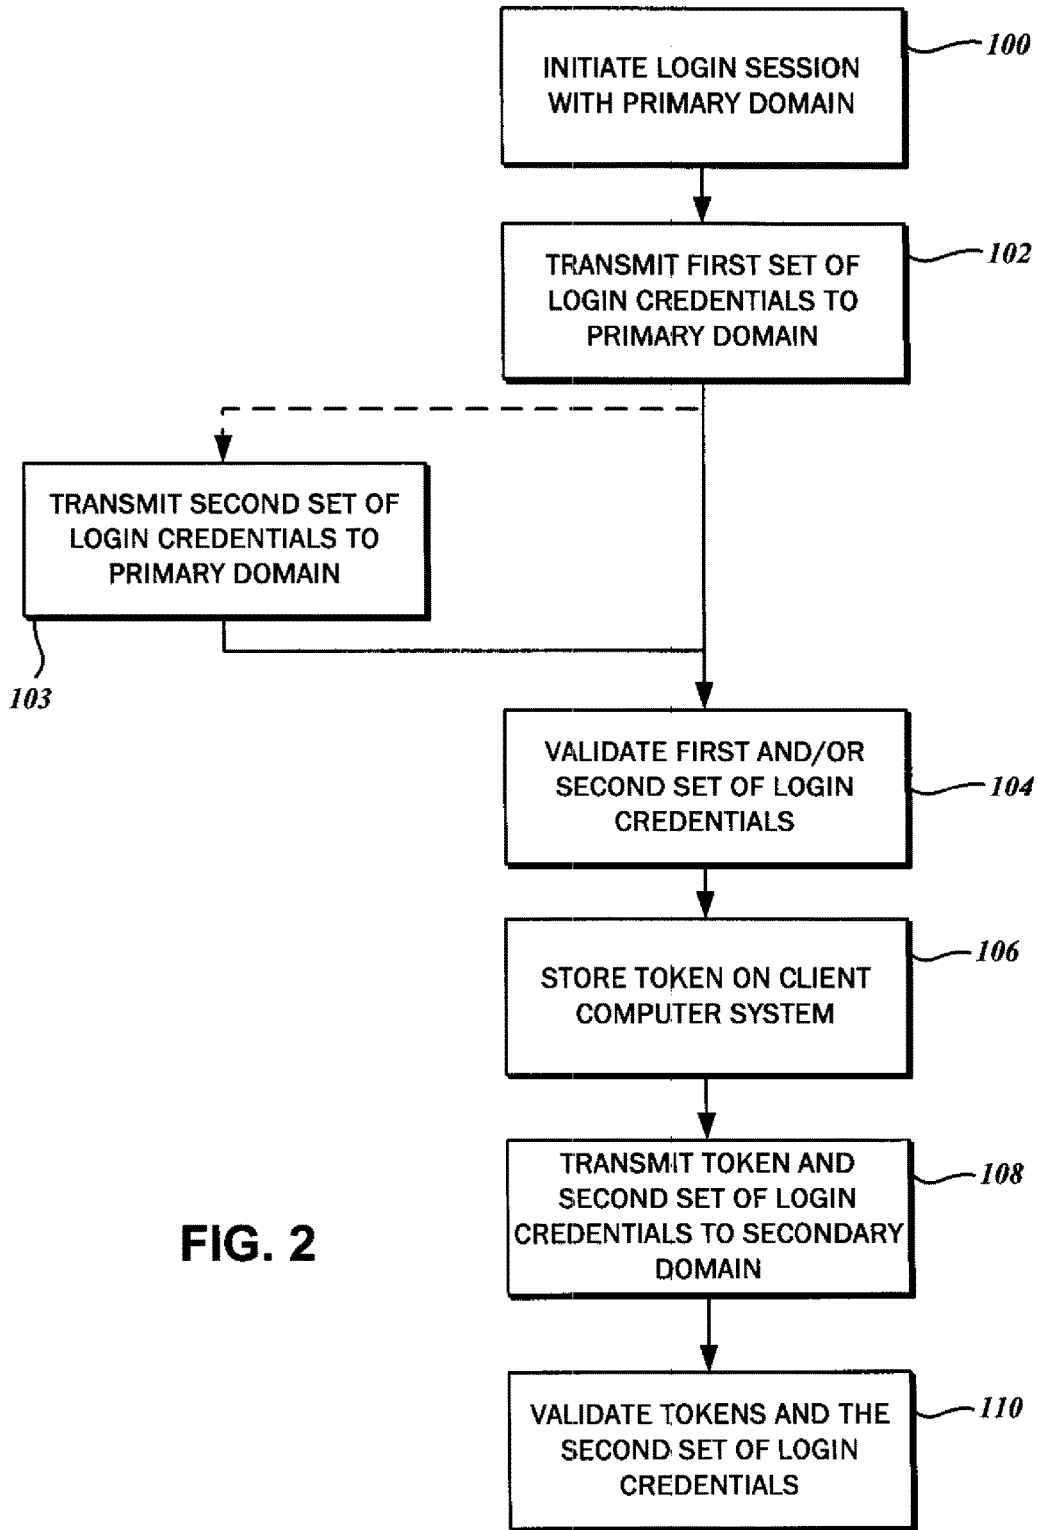 INITIATE LOGIN SESSION
WITH PRIMARY DOMAIN
100
TRANSMIT FIRST SET OF
LOGIN CREDENTIALS TO
PRIMARY DOMAIN
102
TRANSMIT SECOND SET OF
LOGIN CREDENTIALS TO
PRIMARY DOMAIN
103
VALIDATE FIRST AND/OR
SECOND SET OF LOGIN
CREDENTIALS
104
STORE TOKEN ON CLIENT
COMPUTER SYSTEM
106
TRANSMIT TOKEN AND
SECOND SET OF LOGIN
CREDENTIALS TO SECONDARY
DOMAIN
108
FIG. 2
VALIDATE TOKENS AND THE
SECOND SET OF LOGIN
CREDENTIALS
110